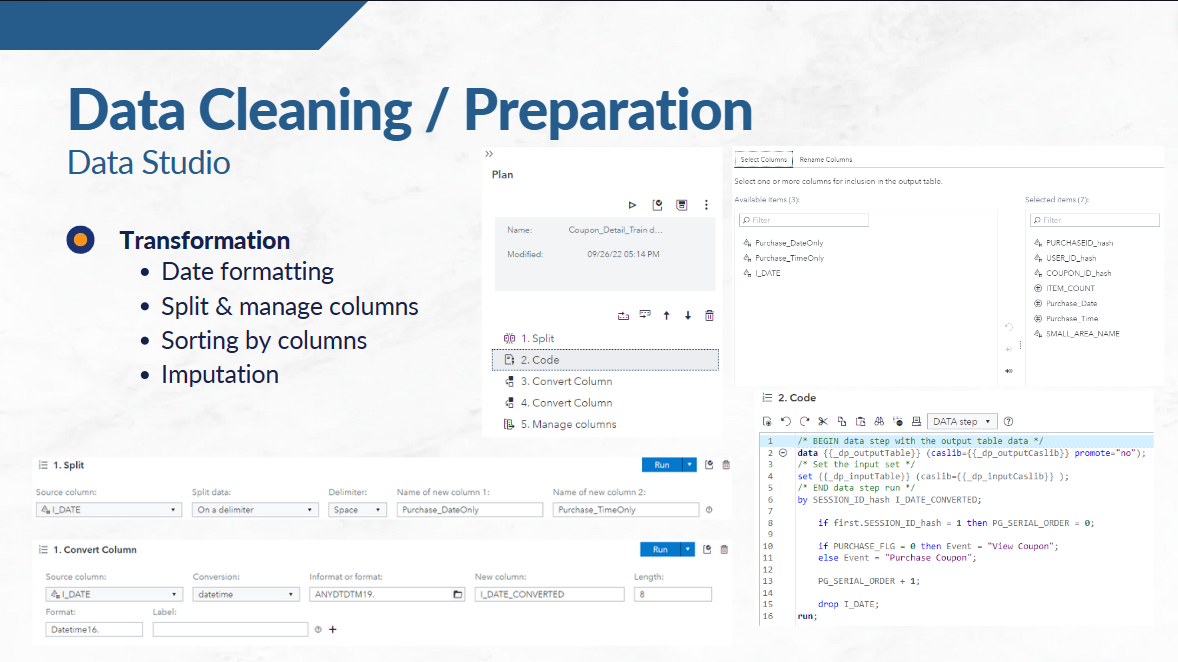 Data Cleaning / Preparation
Data Studio
Transformation
• Date formatting
• Split & manage columns
• Sorting by columns
• Imputation
Plan
Name: Coupon_Detail_Train d...
Modified: 09/26/22 05:14 PM
1. Split
2. Code
3. Convert Column
4. Convert Column
5. Manage columns
Select Columns Rename Columns
Select one or more columns for inclusion in the output table.
Available items (3):
Filter
Purchase_DateOnly
Purchase_TimeOnly
I_DATE
Selected items (7):
Filter
PURCHASEID_hash
USER_ID_hash
COUPON_ID_hash
ITEM_COUNT
Purchase_Date
Purchase_Time
SMALL_AREA_NAME
2. Code
DATA step
1 /* BEGIN data step with the output table data */
2 data {{_dp_outputTable}} (caslib={{_dp_outputCaslib}} promote="no");
3 /* Set the input set */
4 set {{_dp_inputTable}} (caslib={{_dp_inputCaslib}} );
5 /* END data step run */
6 by SESSION_ID_hash I_DATE_CONVERTED;
7
8 if first.SESSION_ID_hash = 1 then PG_SERIAL_ORDER = 0;
9
10 if PURCHASE_FLG = 0 then Event = "View Coupon";
11 else Event = "Purchase Coupon";
12
13 PG_SERIAL_ORDER + 1;
14
15 drop I_DATE;
16 run;
1. Split
Run
Source column: Split data: Delimiter: Name of new column 1: Name of new column 2:
I_DATE On a delimiter Space Purchase_DateOnly Purchase_TimeOnly
1. Convert Column
Run
Source column: Conversion: Informat or format: New column: Length:
I_DATE datetime ANYDTDTM19. I_DATE_CONVERTED 8
Format: Label:
Datetime16.